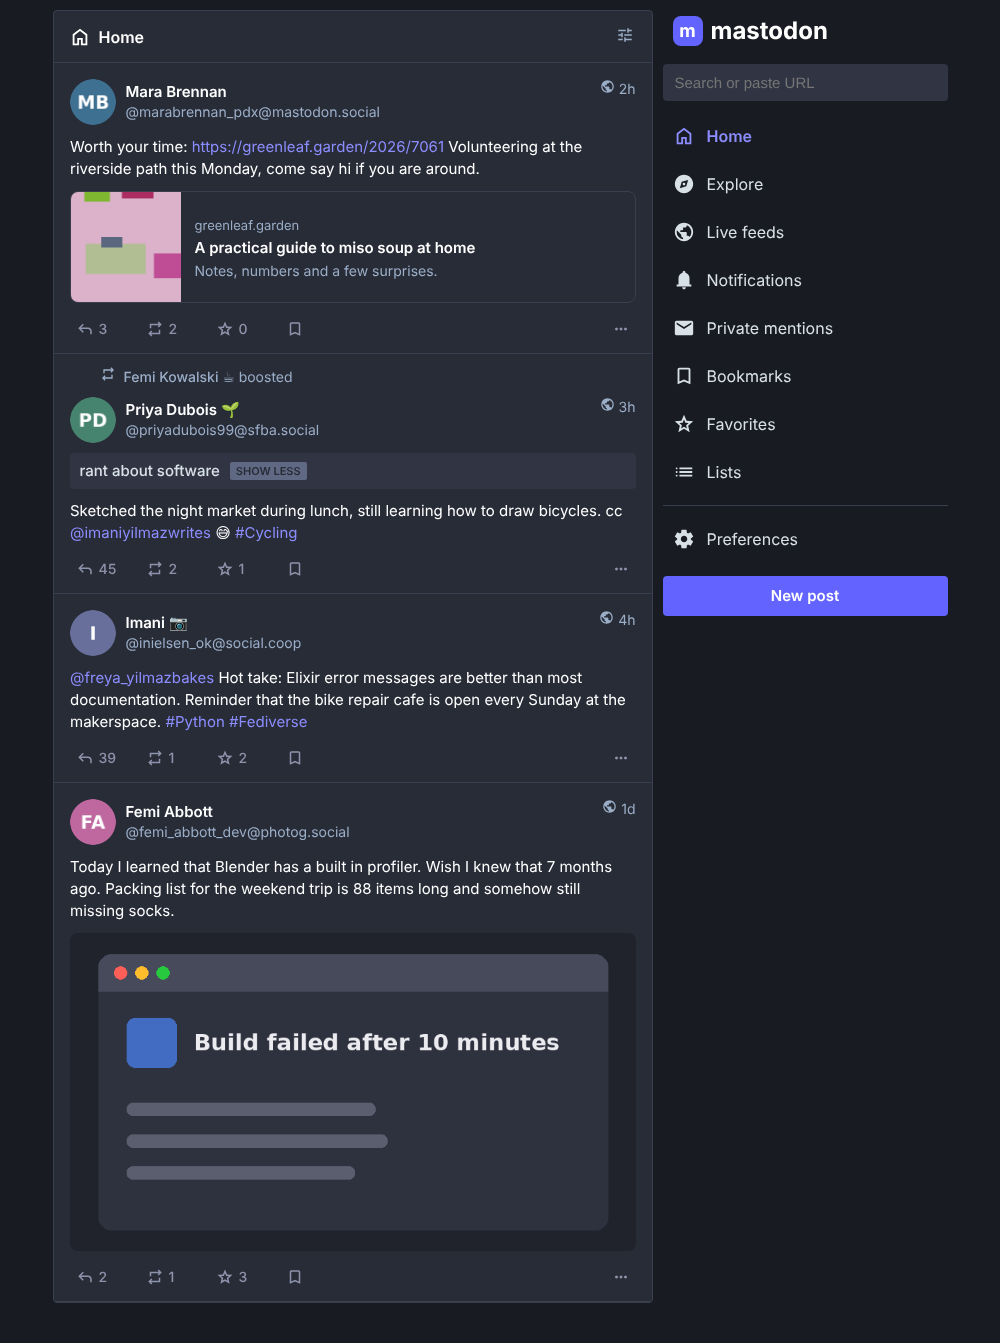 Home
MB
Mara Brennan
2h
@marabrennan_pdx@mastodon.social
Worth your time: https://greenleaf.garden/2026/7061 Volunteering at the
riverside path this Monday, come say hi if you are around.
greenleaf.garden
A practical guide to miso soup at home
Notes, numbers and a few surprises.
3 2 0
Femi Kowalski ☕ boosted
PD
Priya Dubois 🌱
3h
@priyadubois99@sfba.social
rant about software SHOW LESS
Sketched the night market during lunch, still learning how to draw bicycles. cc
@imaniyilmazwrites 😅 #Cycling
45 2 1
I
Imani 📷
4h
@inielsen_ok@social.coop
@freya_yilmazbakes Hot take: Elixir error messages are better than most
documentation. Reminder that the bike repair cafe is open every Sunday at the
makerspace. #Python #Fediverse
39 1 2
FA
Femi Abbott
1d
@femi_abbott_dev@photog.social
Today I learned that Blender has a built in profiler. Wish I knew that 7 months
ago. Packing list for the weekend trip is 88 items long and somehow still
missing socks.
Build failed after 10 minutes
2 1 3
m mastodon
Search or paste URL
Home
Explore
Live feeds
Notifications
Private mentions
Bookmarks
Favorites
Lists
Preferences
New post